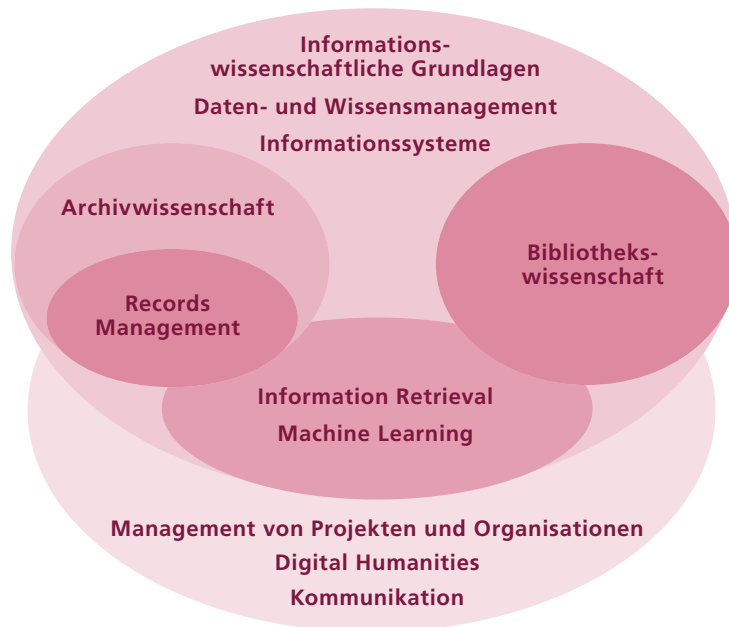 Informations-
wissenschaftliche Grundlagen
Daten- und Wissensmanagement
Informationssysteme
Archivwissenschaft
Bibliotheks-
wissenschaft
Records
Management
Information Retrieval
Machine Learning
Management von Projekten und Organisationen
Digital Humanities
Kommunikation